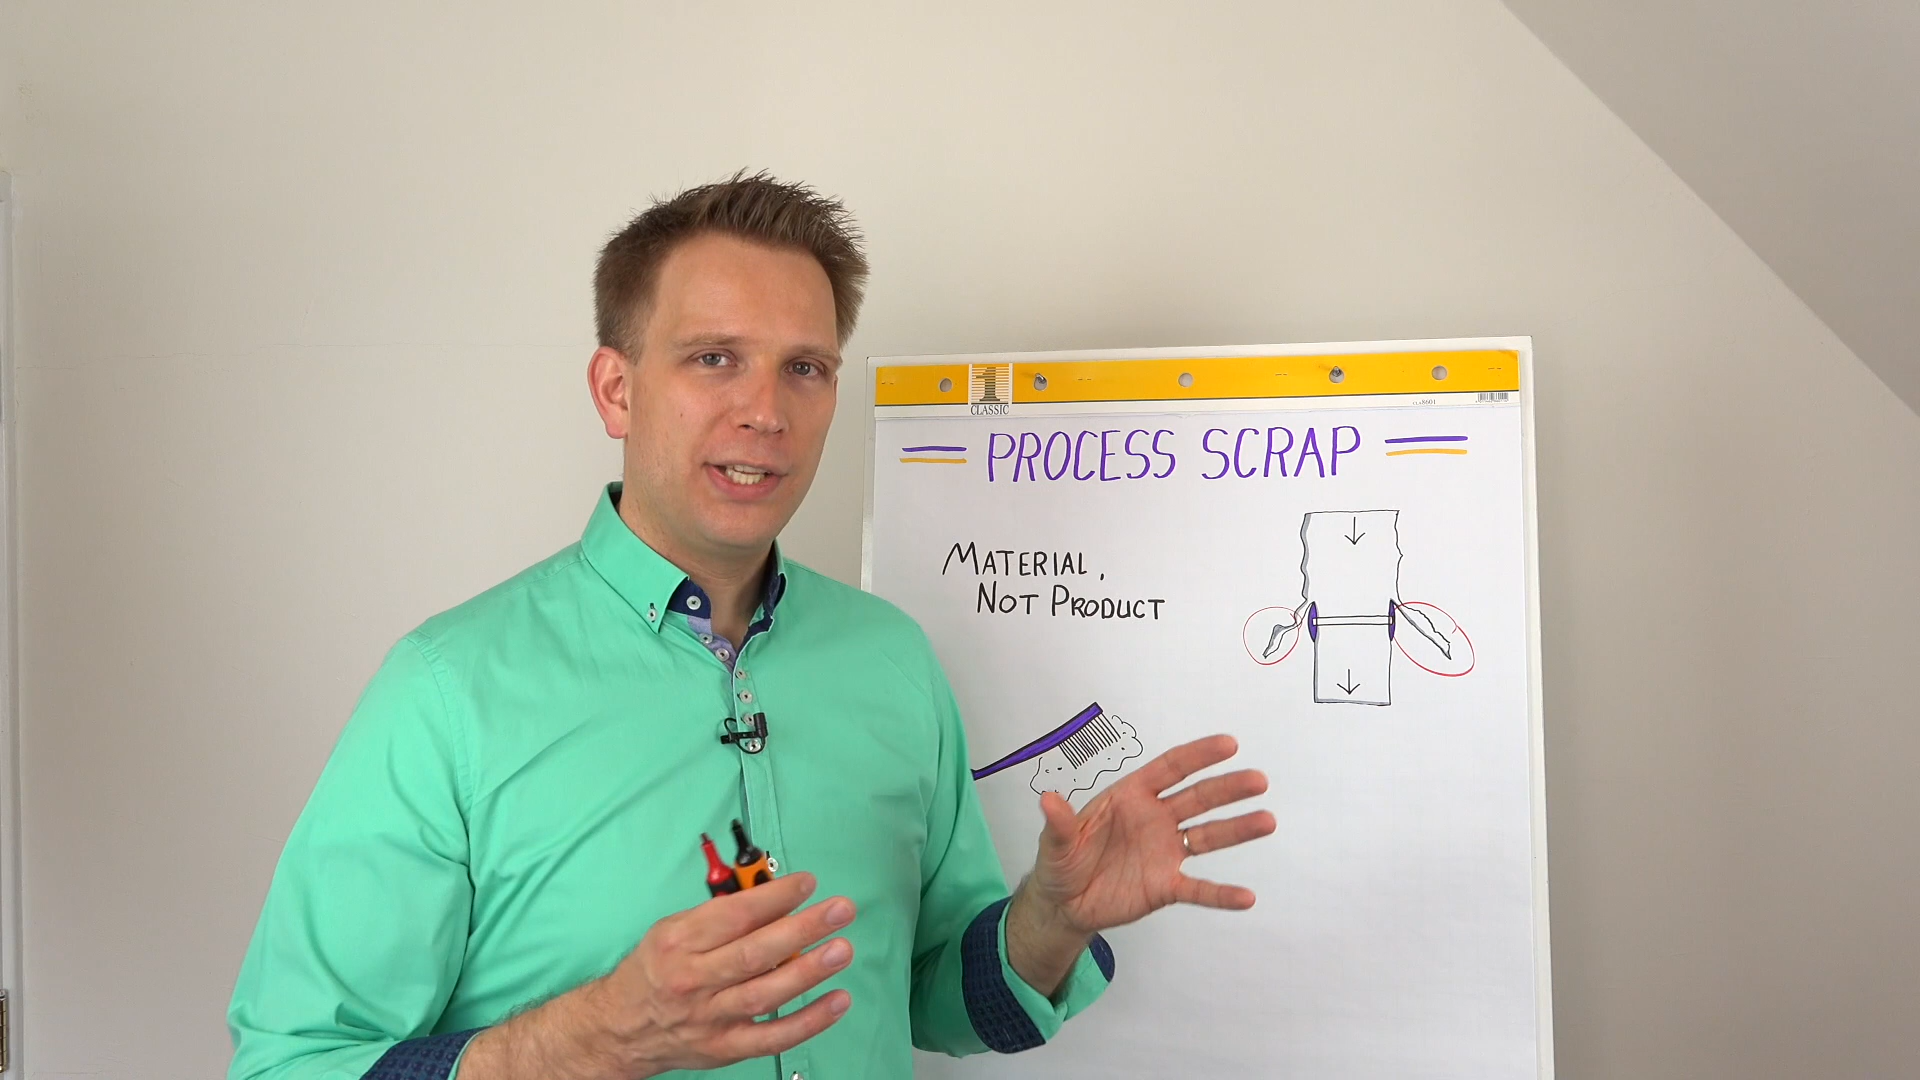 1
CLASSIC
PROCESS SCRAP
MATERIAL,
NOT PRODUCT